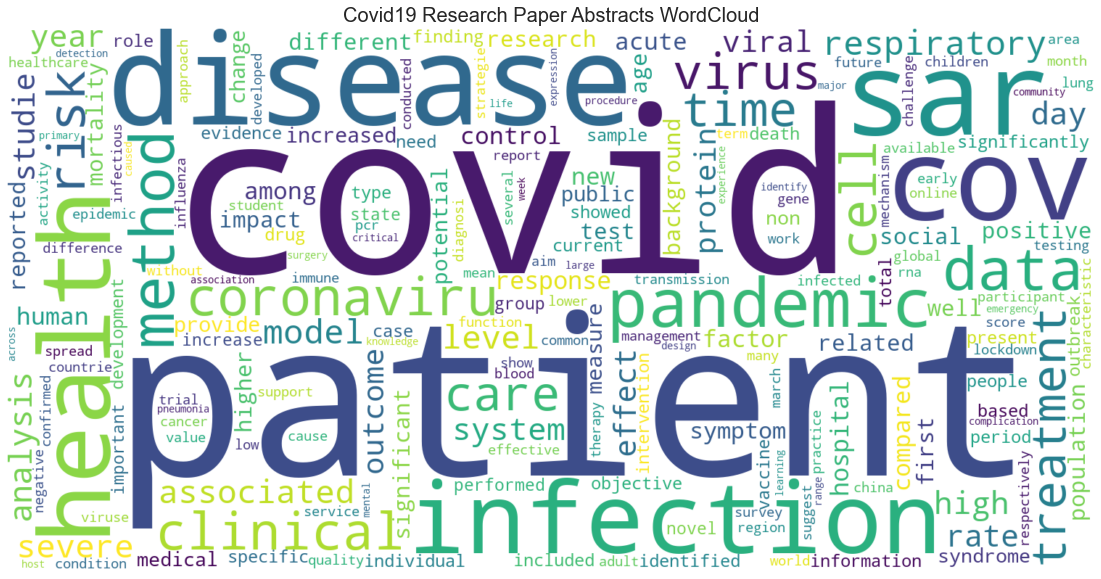 Covid19 Research Paper Abstracts WordCloud
year
role
different
finding
research
acute
viral
respiratory
area
detection
healthcare
change
disease
approach
developed
conducted
strategies
life
expression
procedure
age
virus
major
future
children
challenge
community
month
lung
time
sar
day
studie
risk
mortality
primary
infectious
caused
evidence
increased
need
control
sample
term
death
available
significantly
report
covid
method
influenza
among
type
potential
several
week
new
public
background
protein
experience
identify
gene
non
cell
mechanism
early
online
cov
reported
activity
epidemic
student
impact
state
pcr
critical
diagnosi
showed
test
current
work
social
positive
testing
difference
drug
surgery
health
without
association
immune
mean
aim
large
response
transmission
infected
total
global
rna
data
characteristic
human
development
coronaviru
group
lower
pandemic
well
participant
emergency
outbreak
across
spread
countrie
provide
increase
model
case
knowledge
function
level
common
show
blood
measure
management
design
factor
many
related
score
present
lockdown
patient
analysis
confirmed
negative
important
trial
pneumonia
cancer
value
higher
support
low
cause
outcome
significant
care
system
effective
therapy
effect
intervention
march
symptom
learning
practice
range
hospital
compared
first
people
based
complication
period
population
treatment
respectively
viruse
associated
service
mental
performed
objective
infection
vaccine
survey
region
suggest
china
high
novel
severe
clinical
rate
host
condition
medical
specific
quality
individual
included
adult
identified
world
information
syndrome